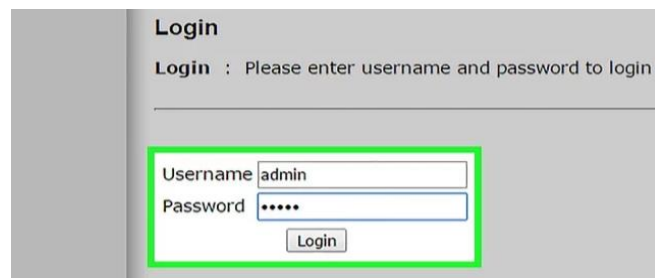 Login
Login : Please enter username and password to login
Username admin
Password •••••
Login